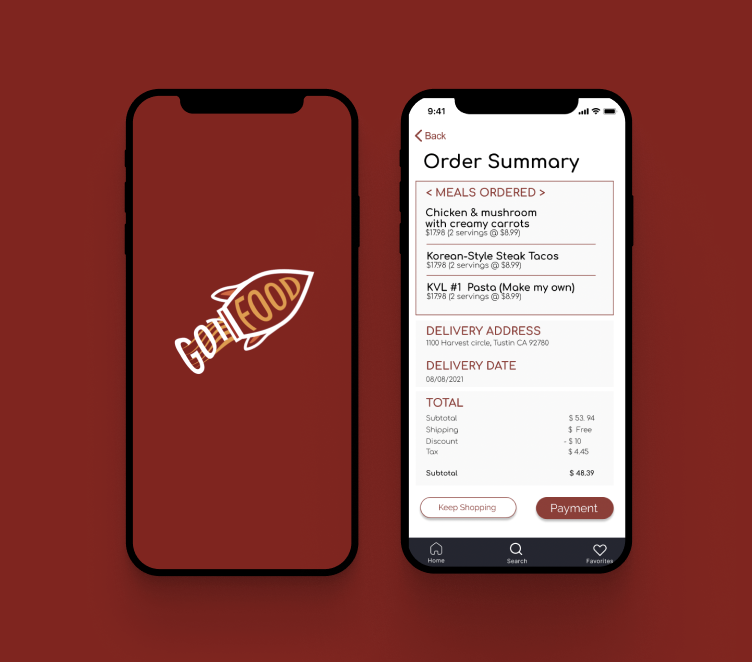 GOT FOOD
9:41
Back
Order Summary
< MEALS ORDERED >
Chicken & mushroom
with creamy carrots
$17.98 (2 servings @ $8.99)
Korean-Style Steak Tacos
$17.98 (2 servings @ $8.99)
KVL #1 Pasta (Make my own)
$17.98 (2 servings @ $8.99)
DELIVERY ADDRESS
1100 Harvest circle, Tustin CA 92780
DELIVERY DATE
08/08/2021
TOTAL
Subtotal $ 53. 94
Shipping $ Free
Discount - $ 10
Tax $ 4.45
Subtotal $ 48.39
Keep Shopping Payment
Home Search Favorites